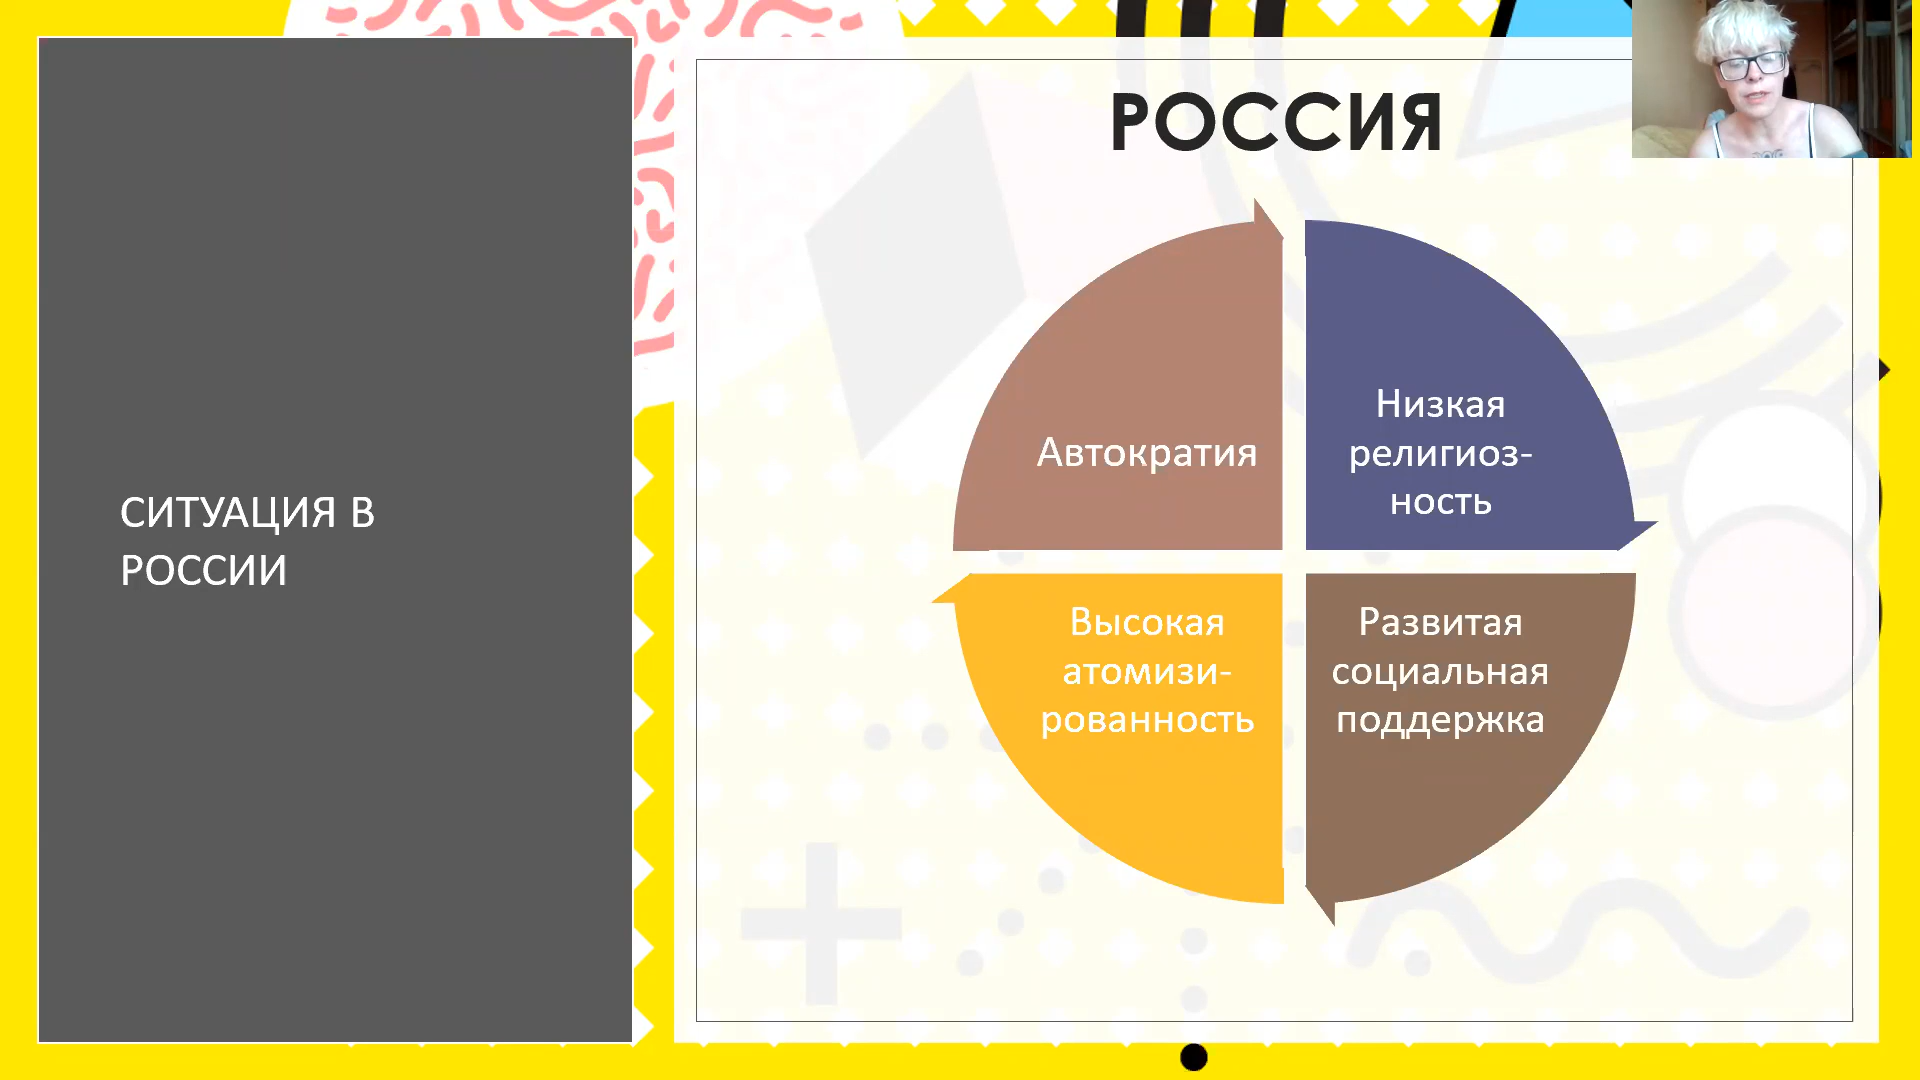 СИТУАЦИЯ В
РОССИИ
РОССИЯ
Автократия
Низкая
религиоз-
ность
Высокая
атомизи-
рованность
Развитая
социальная
поддержка